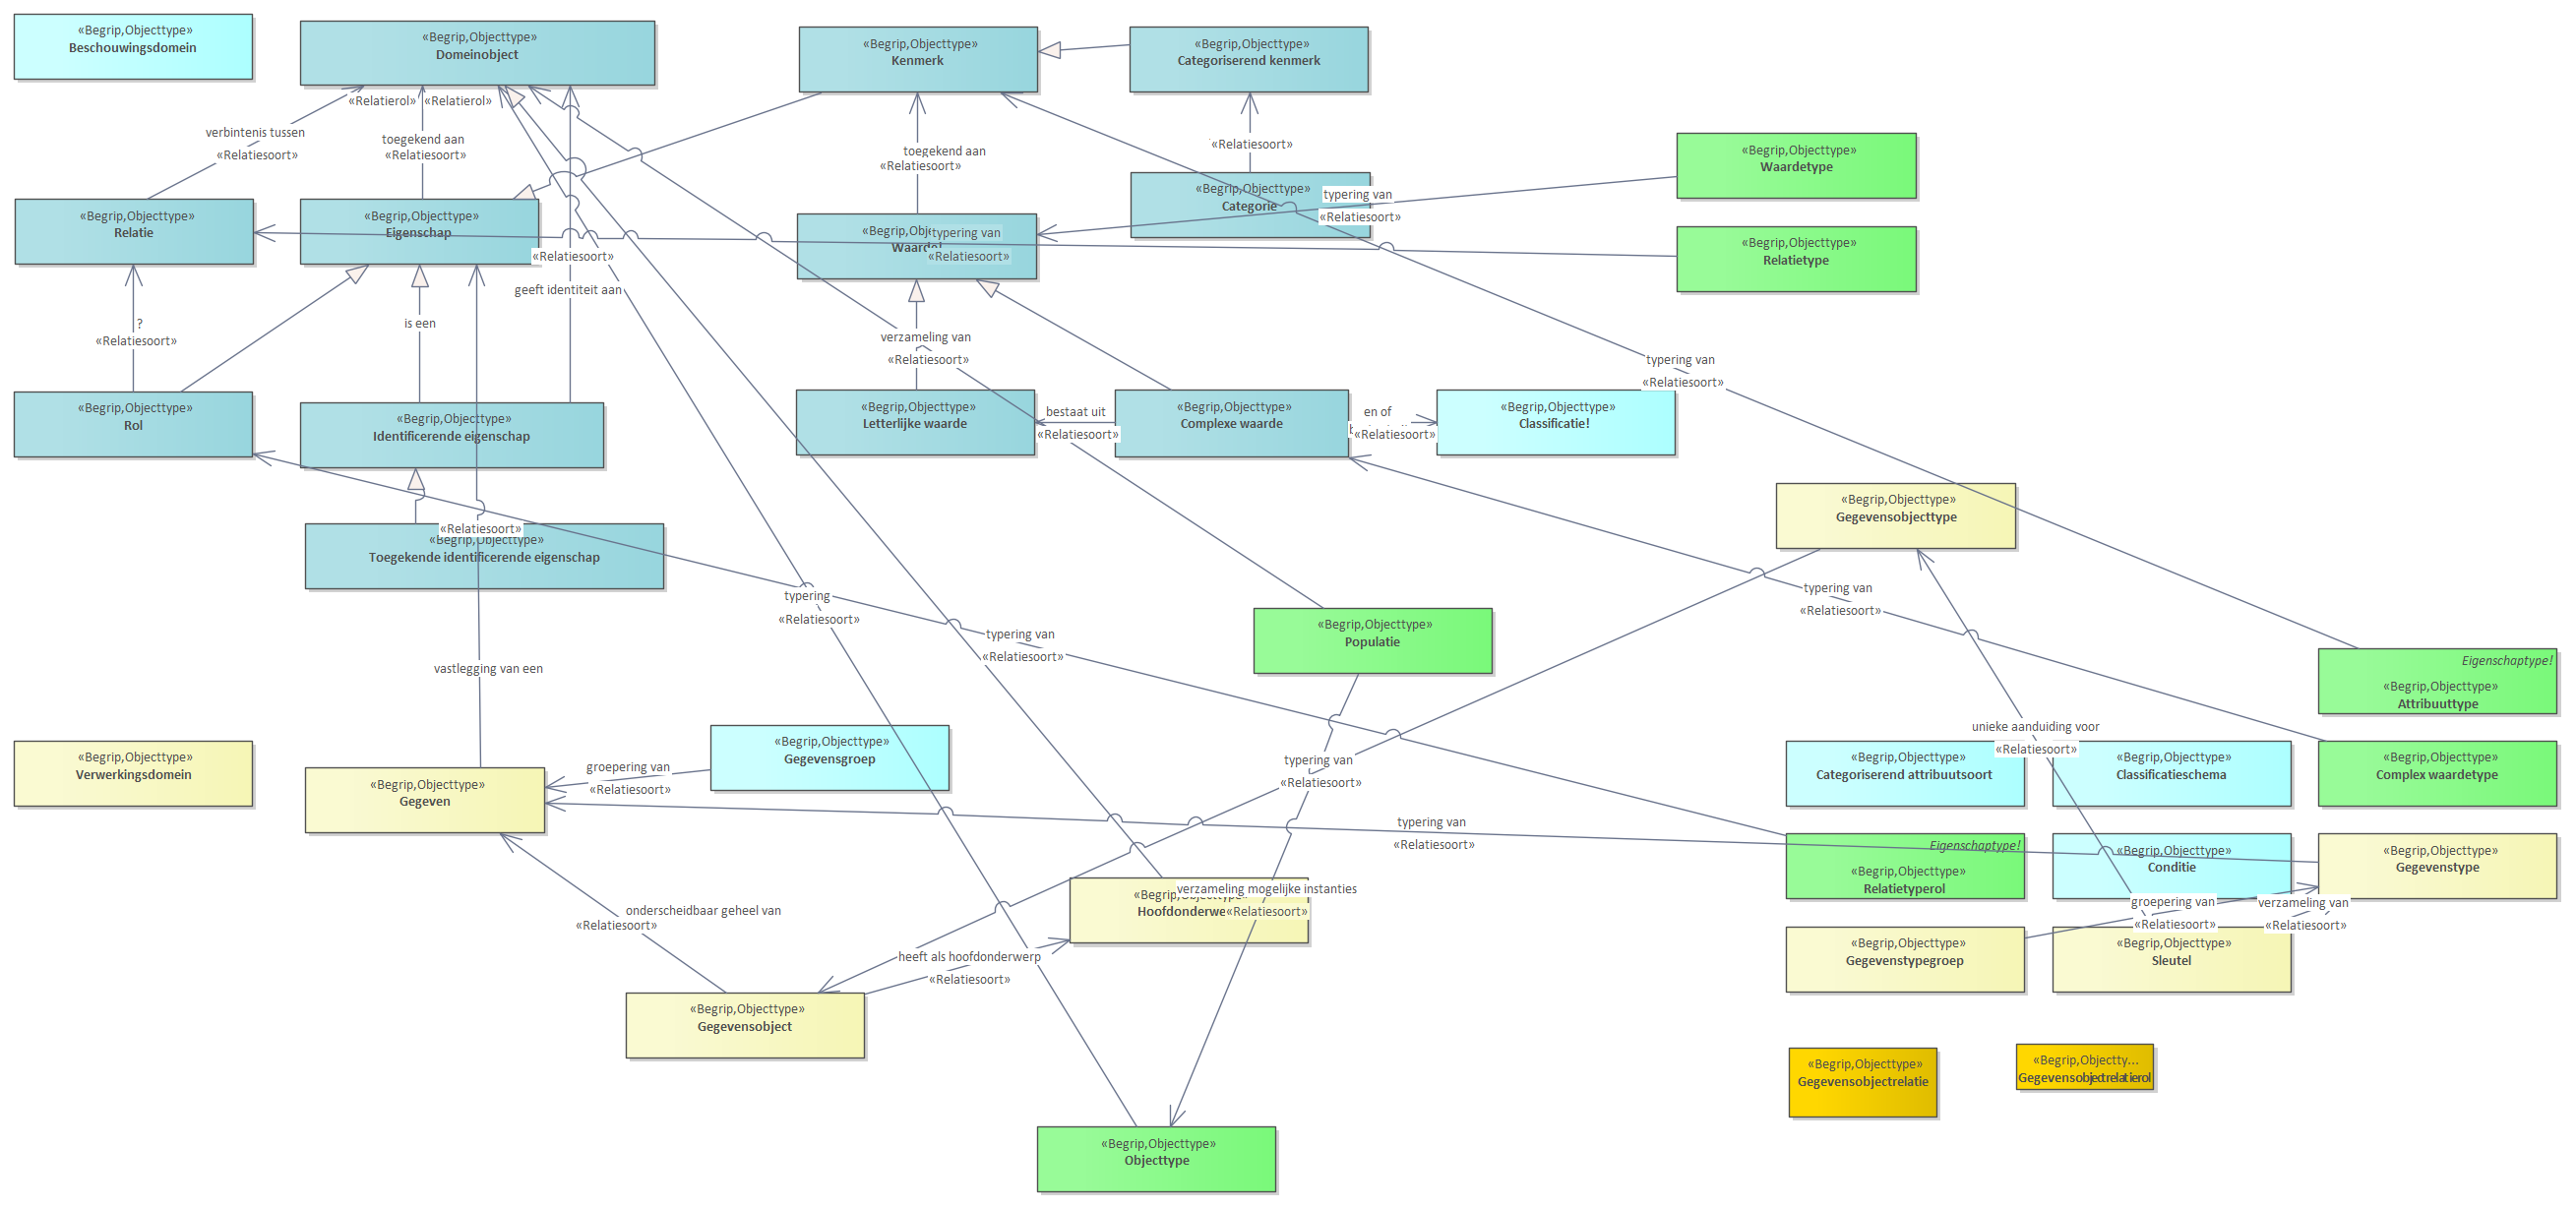 «Begrip,Objecttype»
Beschouwingsdomein
«Begrip,Objecttype»
Domeinobject
«Begrip,Objecttype»
Kenmerk
«Begrip,Objecttype»
Categoriserend kenmerk
«Relatierol»
«Relatierol»
verbintenis tussen
«Relatiesoort»
toegekend aan
«Relatiesoort»
toegekend aan
«Relatiesoort»
«Relatiesoort»
«Begrip,Objecttype»
Waardetype
«Begrip,Objecttype»
Relatie
«Begrip,Objecttype»
Eigenschap
«Begrip,Objecttype»
Categorie
typering van
«Relatiesoort»
typering van
«Relatiesoort»
«Begrip,Objecttype»
Relatietype
«Relatiesoort»
geeft identiteit aan
?
«Relatiesoort»
is een
verzameling van
«Relatiesoort»
typering van
«Relatiesoort»
«Begrip,Objecttype»
Rol
«Begrip,Objecttype»
Identificerende eigenschap
«Begrip,Objecttype»
Letterlijke waarde
bestaat uit
«Relatiesoort»
«Begrip,Objecttype»
Complexe waarde
en of
«Relatiesoort»
«Begrip,Objecttype»
Classificatie!
«Begrip,Objecttype»
Gegevensobjecttype
«Relatiesoort»
«Begrip,Objecttype»
Toegekende identificerende eigenschap
typering
«Relatiesoort»
typering van
«Relatiesoort»
typering van
«Relatiesoort»
«Begrip,Objecttype»
Populatie
vastlegging van een
Eigenschaptype!
«Begrip,Objecttype»
Attribuuttype
unieke aanduiding voor
«Relatiesoort»
«Begrip,Objecttype»
Verwerkingsdomein
«Begrip,Objecttype»
Gegeven
groepering van
«Relatiesoort»
«Begrip,Objecttype»
Gegevensgroep
typering van
«Relatiesoort»
«Begrip,Objecttype»
Categoriserend attribuutsoort
«Begrip,Objecttype»
Classificatieschema
«Begrip,Objecttype»
Complex waardetype
typering van
«Relatiesoort»
Eigenschaptype!
«Begrip,Objecttype»
Relatietyperol
«Begrip,Objecttype»
Conditie
«Begrip,Objecttype»
Gegevenstype
verzameling mogelijke instanties
«Relatiesoort»
onderscheidbaar geheel van
«Relatiesoort»
groepering van
«Relatiesoort»
verzameling van
«Relatiesoort»
heeft als hoofdonderwerp
«Relatiesoort»
«Begrip,Objecttype»
Gegevenstypegroep
«Begrip,Objecttype»
Sleutel
«Begrip,Objecttype»
Gegevensobject
«Begrip,Objecttype»
Gegevensobjectrelatie
«Begrip,Objectty...
Gegevensobjectrelatierol
«Begrip,Objecttype»
Objecttype